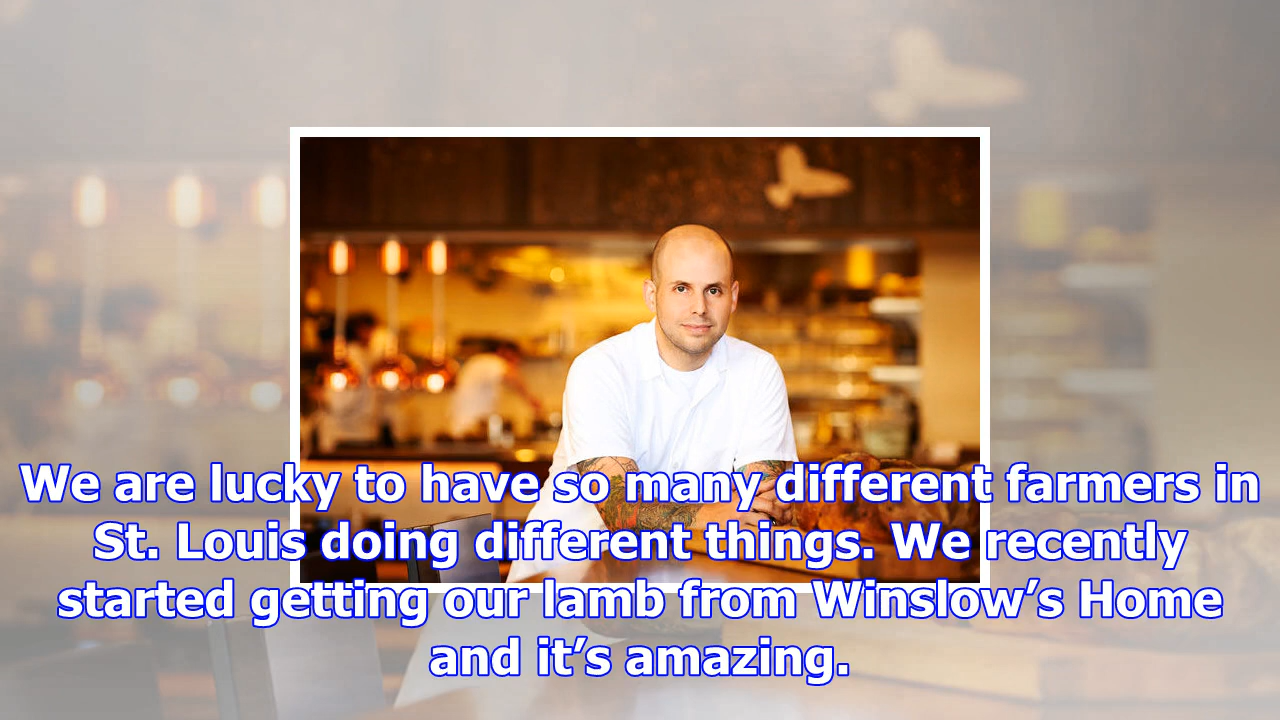 We are lucky to have so many different farmers in
St. Louis doing different things. We recently
started getting our lamb from Winslow’s Home
and it’s amazing.